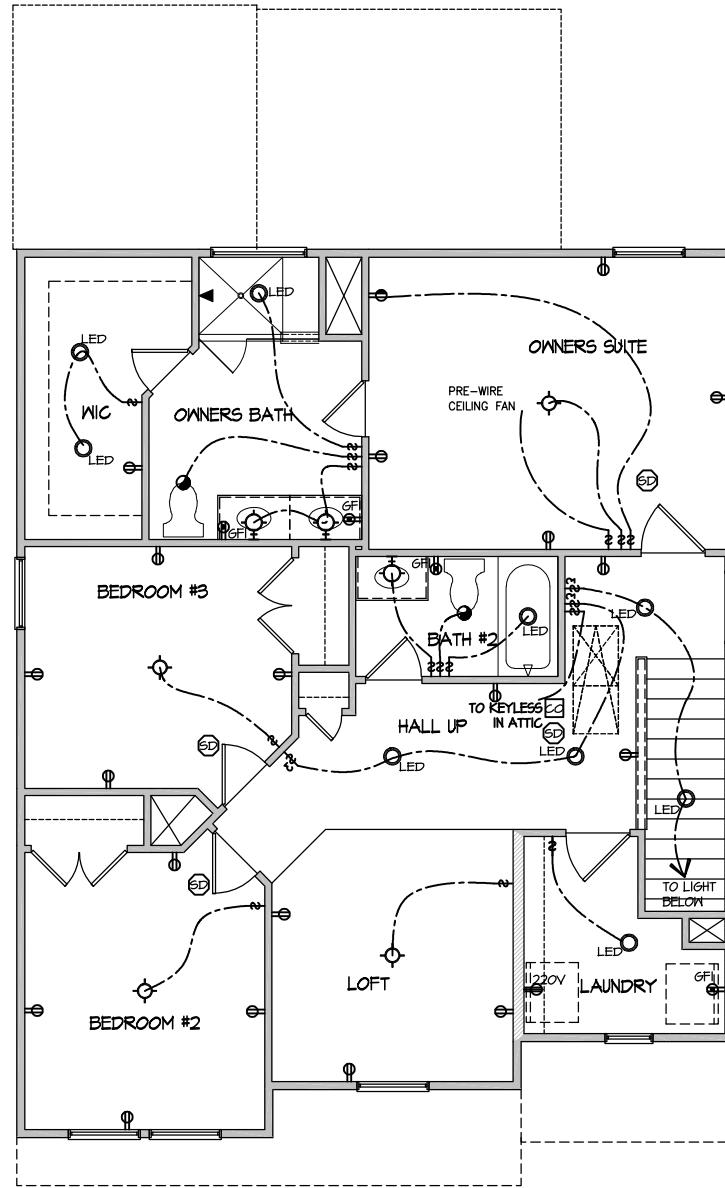 LED
OWNERS SUITE
LED
PRE-WIRE
CEILING FAN
WIC
OWNERS BATH
LED
SD
GFI
GFI
GFI
BEDROOM #3
LED
BATH #2
LED
TO KEYLESS
IN ATTIC
CO
HALL UP
SD
SD
LED
LED
LED
SD
TO LIGHT
BELOW
LED
LOFT
220V
LAUNDRY
GFI
BEDROOM #2